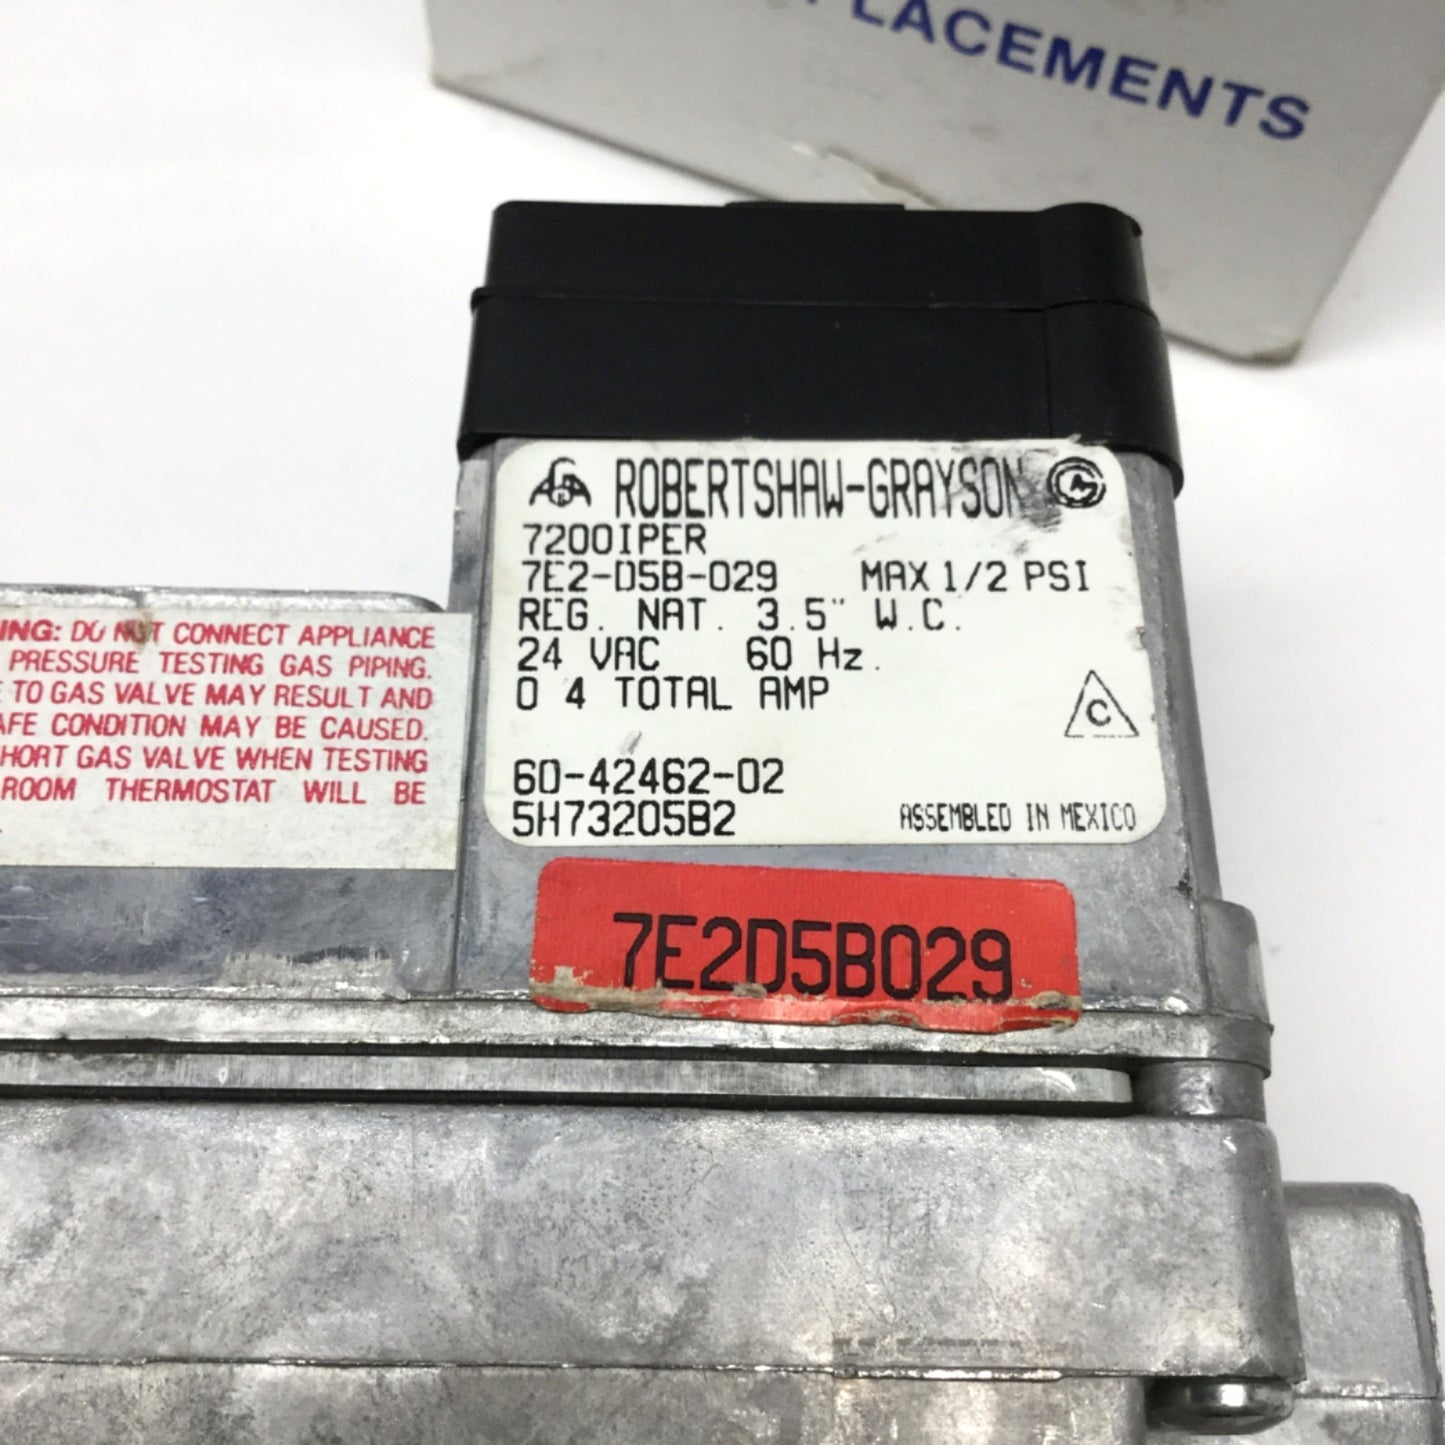 PLACEMENTS
ROBERTSHAW-GRAYSON
7200IPER
7E2-D5B-029 MAX 1/2 PSI
REG. NAT. 3.5" W.C.
24 VAC 60 Hz.
0 4 TOTAL AMP
C
60-42462-02
5H73205B2 ASSEMBLED IN MEXICO
7E2D5B029
ING: DO NOT CONNECT APPLIANCE
PRESSURE TESTING GAS PIPING.
E TO GAS VALVE MAY RESULT AND
AFE CONDITION MAY BE CAUSED.
HORT GAS VALVE WHEN TESTING
ROOM THERMOSTAT WILL BE